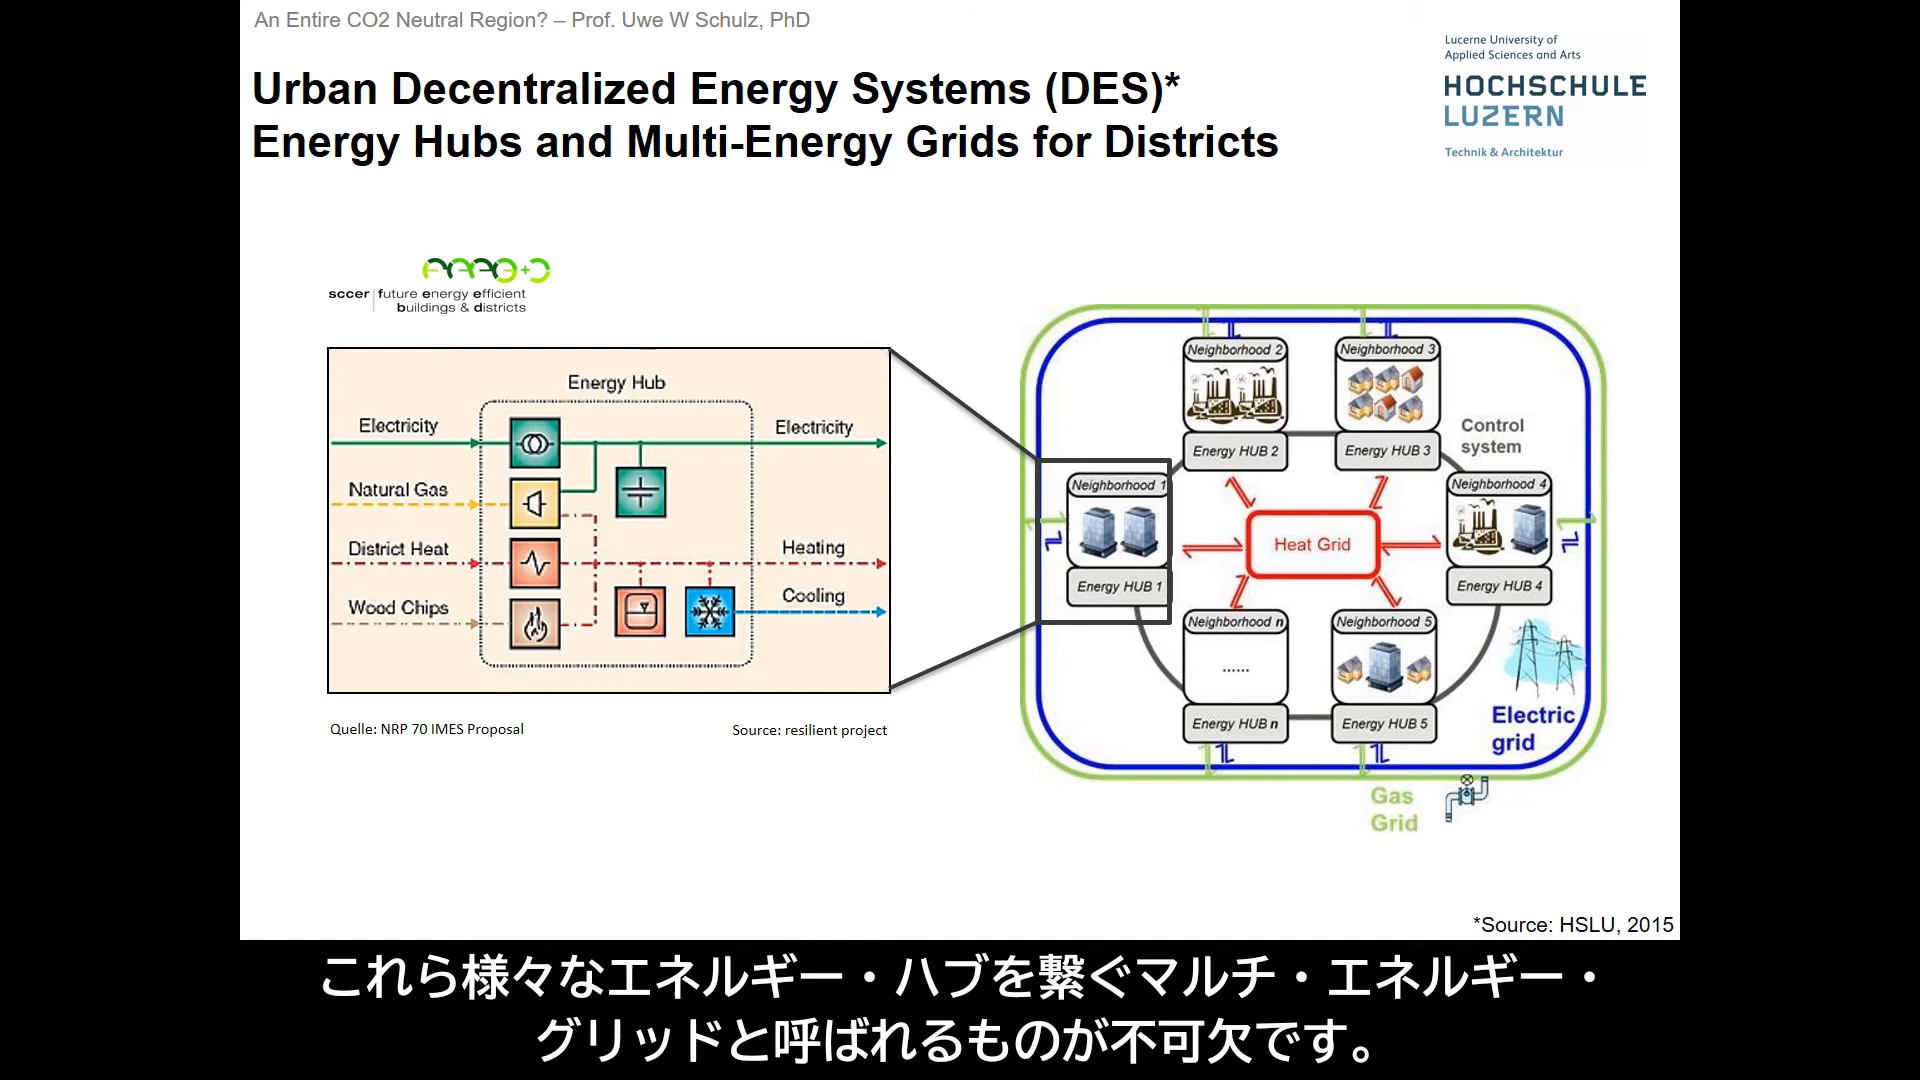 An Entire CO2 Neutral Region? – Prof. Uwe W Schulz, PhD
Lucerne University of
Applied Sciences and Arts
HOCHSCHULE
LUZERN
Technik & Architektur
Urban Decentralized Energy Systems (DES)*
Energy Hubs and Multi-Energy Grids for Districts
sccer future energy efficient
buildings & districts
Energy Hub
Electricity
Natural Gas
District Heat
Wood Chips
Electricity
Heating
Cooling
Quelle: NRP 70 IMES Proposal
Source: resilient project
Neighborhood 2
Energy HUB 2
Neighborhood 3
Energy HUB 3
Control
system
Neighborhood 1
Energy HUB 1
Heat Grid
Neighborhood 4
Energy HUB 4
Neighborhood n
......
Energy HUB n
Neighborhood 5
Energy HUB 5
Electric
grid
Gas
Grid
*Source: HSLU, 2015
これら様々なエネルギー・ハブを繋ぐマルチ・エネルギー・
グリッドと呼ばれるものが不可欠です。